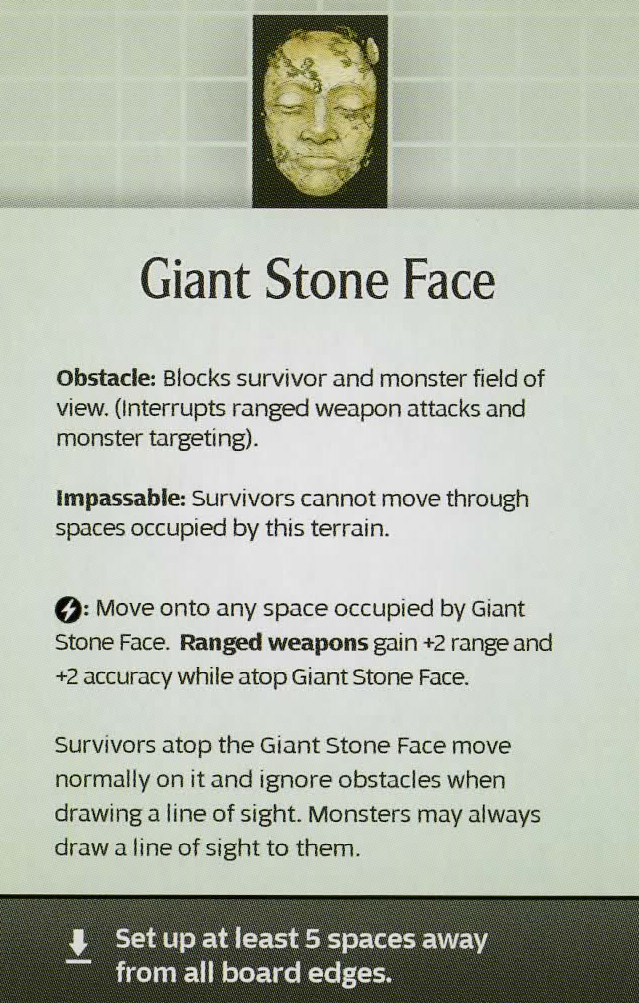 Giant Stone Face
Obstacle: Blocks survivor and monster field of
view. (Interrupts ranged weapon attacks and
monster targeting).
Impassable: Survivors cannot move through
spaces occupied by this terrain.
: Move onto any space occupied by Giant
Stone Face. Ranged weapons gain +2 range and
+2 accuracy while atop Giant Stone Face.
Survivors atop the Giant Stone Face move
normally on it and ignore obstacles when
drawing a line of sight. Monsters may always
draw a line of sight to them.
Set up at least 5 spaces away
from all board edges.